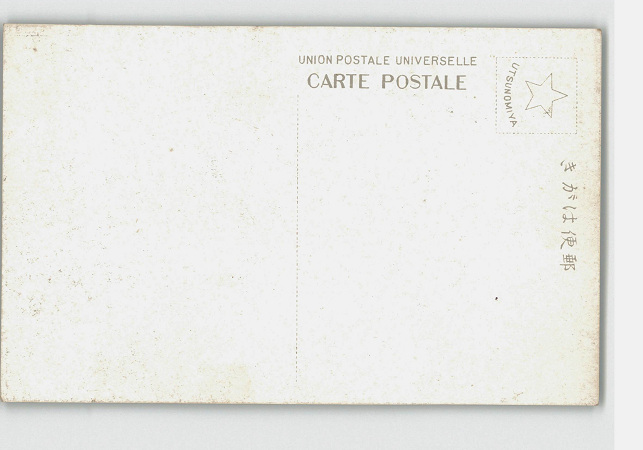 UNION POSTALE UNIVERSELLE
CARTE POSTALE
UTSUNOMIYA
きがは便郵